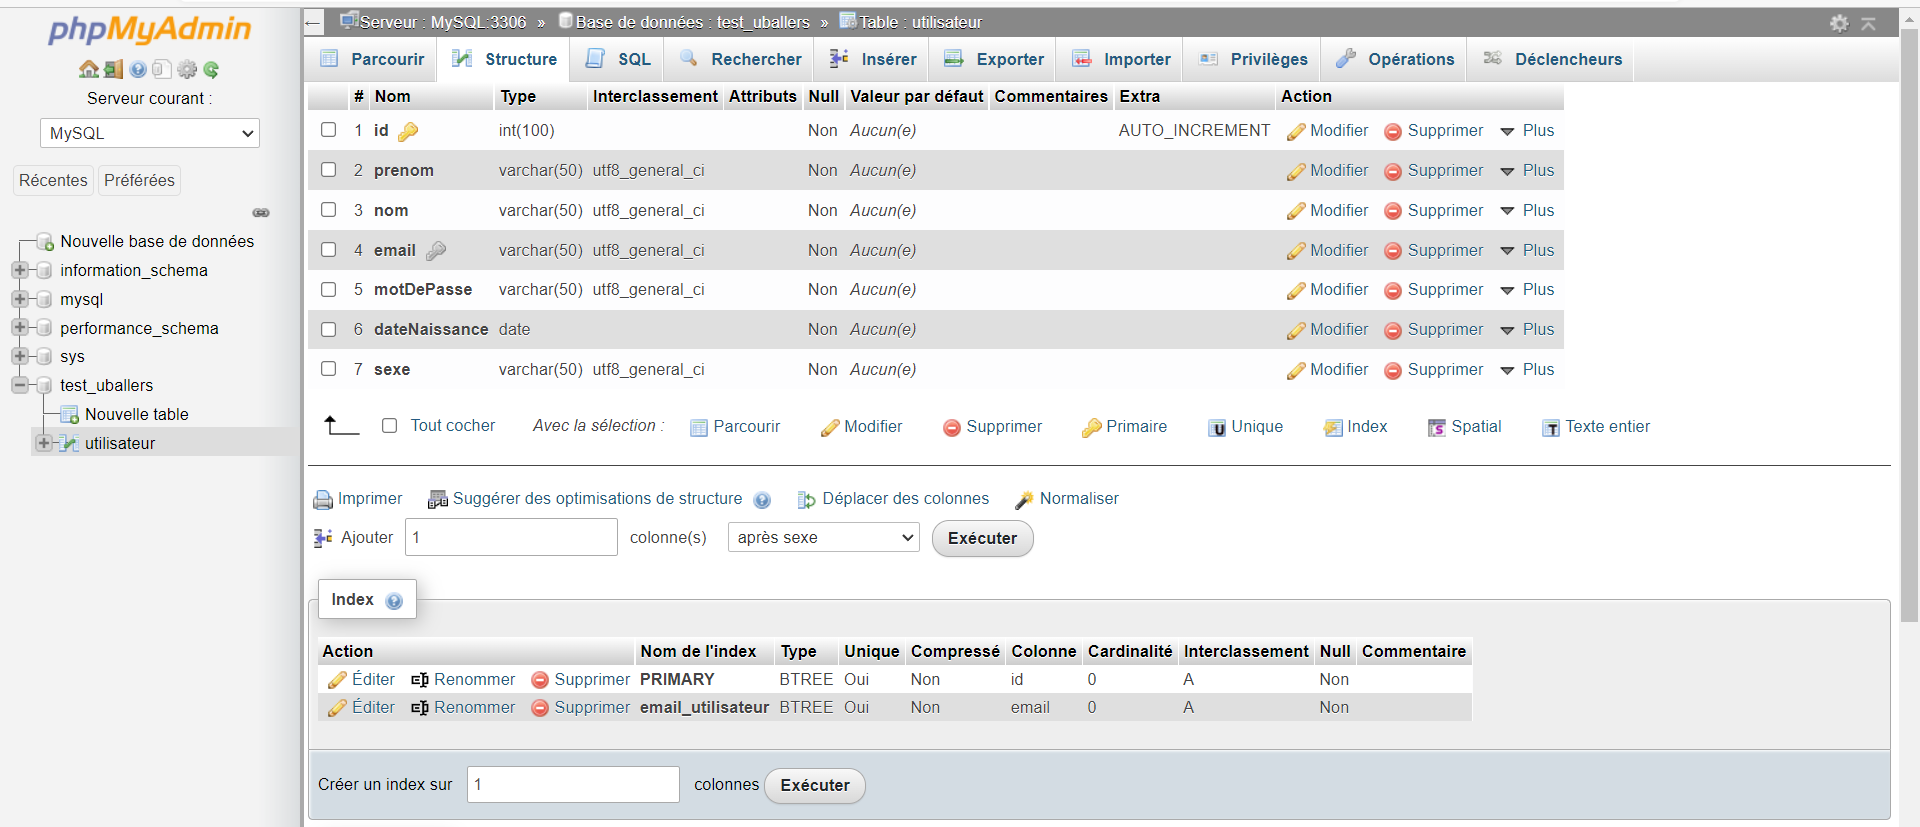 phpMyAdmin
Serveur courant :
MySQL
Récentes Préférées
Nouvelle base de données
information_schema
mysql
performance_schema
sys
test_uballers
Nouvelle table
utilisateur
Serveur : MySQL:3306 » Base de données : test_uballers » Table : utilisateur
Parcourir Structure SQL Rechercher Insérer Exporter Importer Privilèges Opérations Déclencheurs
# Nom Type Interclassement Attributs Null Valeur par défaut Commentaires Extra Action
1 id int(100) Non Aucun(e) AUTO_INCREMENT Modifier Supprimer Plus
2 prenom varchar(50) utf8_general_ci Non Aucun(e) Modifier Supprimer Plus
3 nom varchar(50) utf8_general_ci Non Aucun(e) Modifier Supprimer Plus
4 email varchar(50) utf8_general_ci Non Aucun(e) Modifier Supprimer Plus
5 motDePasse varchar(50) utf8_general_ci Non Aucun(e) Modifier Supprimer Plus
6 dateNaissance date Non Aucun(e) Modifier Supprimer Plus
7 sexe varchar(50) utf8_general_ci Non Aucun(e) Modifier Supprimer Plus
Tout cocher Avec la sélection : Parcourir Modifier Supprimer Primaire Unique Index Spatial Texte entier
Imprimer Suggérer des optimisations de structure Déplacer des colonnes Normaliser
Ajouter 1 colonne(s) après sexe Exécuter
Index
Action Nom de l'index Type Unique Compressé Colonne Cardinalité Interclassement Null Commentaire
Éditer Renommer Supprimer PRIMARY BTREE Oui Non id 0 A Non
Éditer Renommer Supprimer email_utilisateur BTREE Oui Non email 0 A Non
Créer un index sur 1 colonnes Exécuter